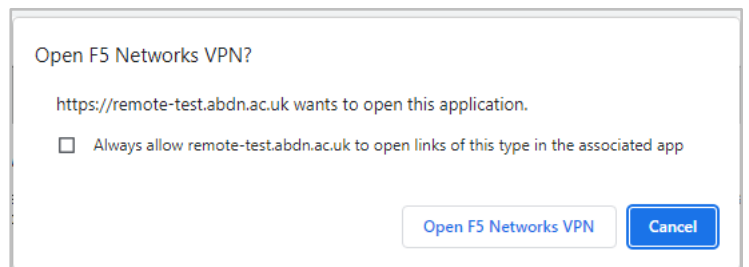 Open F5 Networks VPN?
https://remote-test.abdn.ac.uk wants to open this application.
Always allow remote-test.abdn.ac.uk to open links of this type in the associated app
Open F5 Networks VPN
Cancel